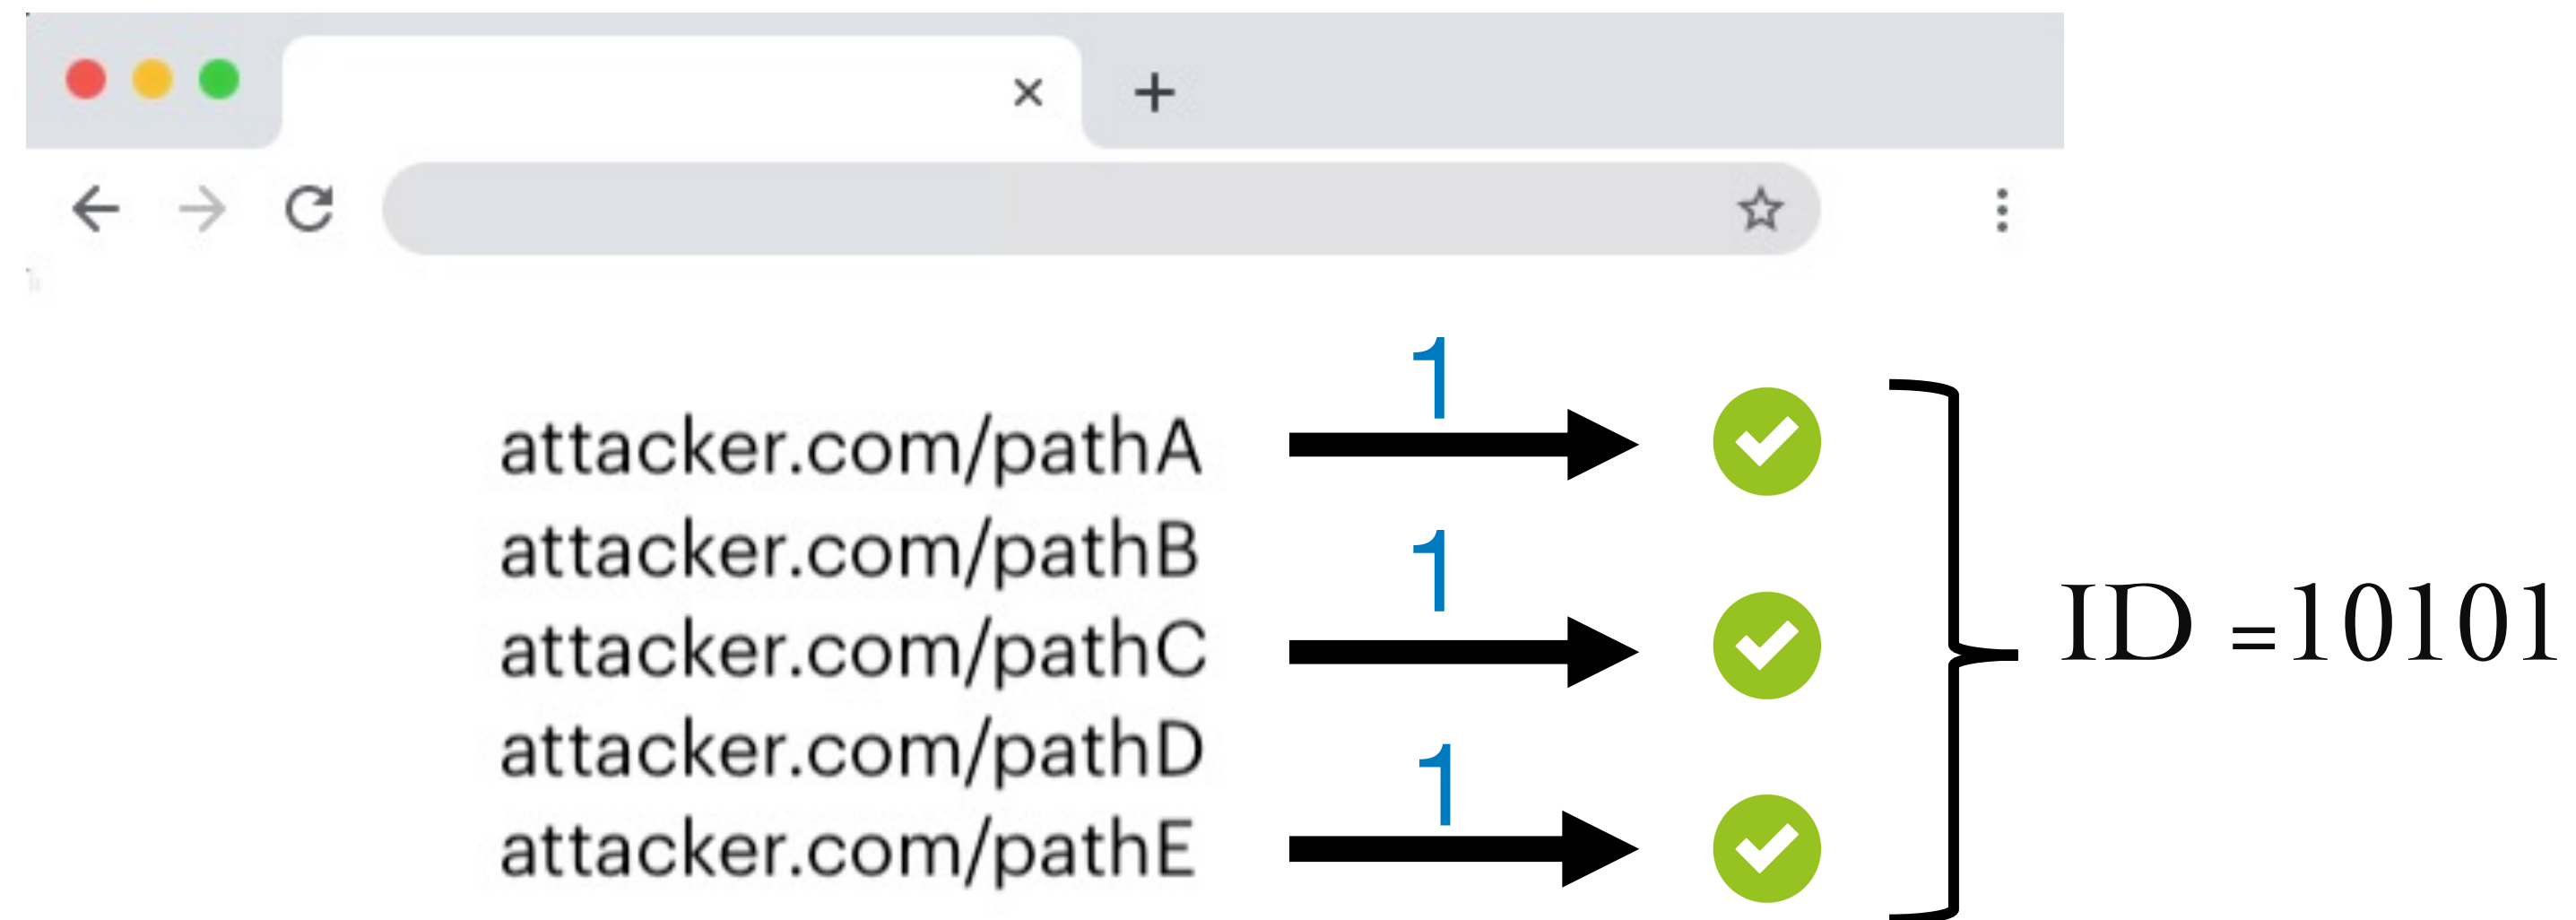 1
attacker.com/pathA
attacker.com/pathB
1
attacker.com/pathC
ID =10101
attacker.com/pathD
1
attacker.com/pathE